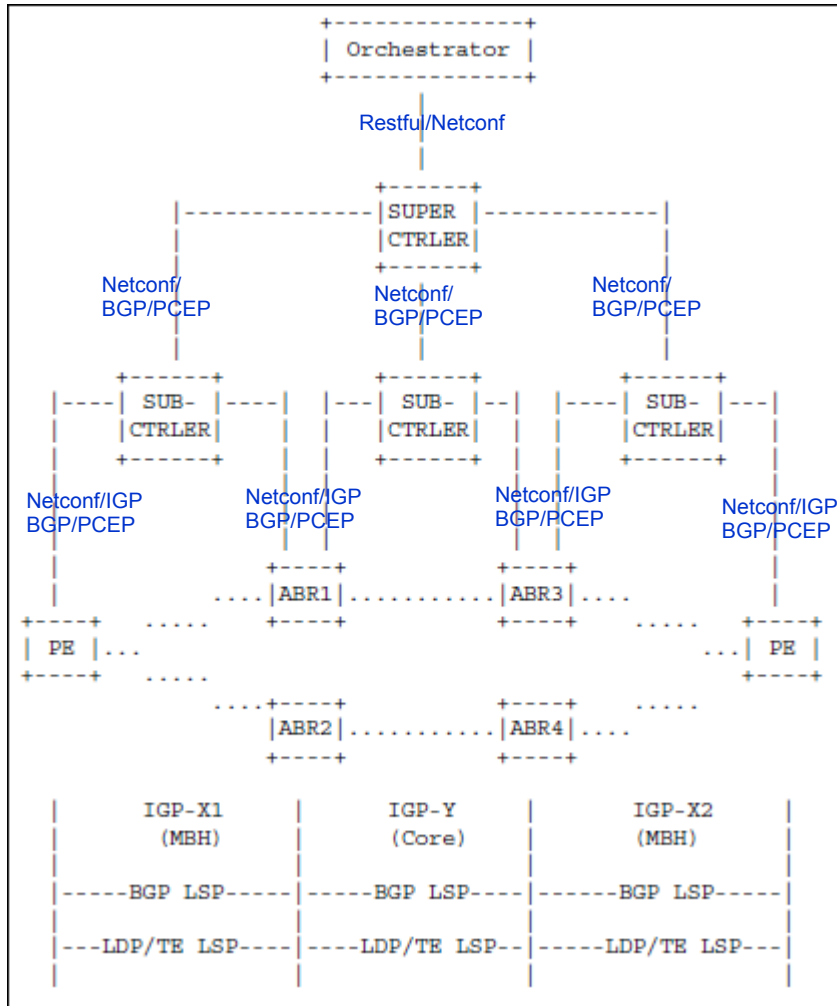 Orchestrator
Restful/Netconf
SUPER
CTRLER
Netconf/
BGP/PCEP
Netconf/
BGP/PCEP
Netconf/
BGP/PCEP
SUB-
CTRLER
SUB-
CTRLER
SUB-
CTRLER
Netconf/IGP
BGP/PCEP
Netconf/IGP
BGP/PCEP
Netconf/IGP
BGP/PCEP
Netconf/IGP
BGP/PCEP
ABR1
ABR3
PE
PE
ABR2
ABR4
IGP-X1
(MBH)
IGP-Y
(Core)
IGP-X2
(MBH)
BGP LSP
BGP LSP
BGP LSP
LDP/TE LSP
LDP/TE LSP
LDP/TE LSP